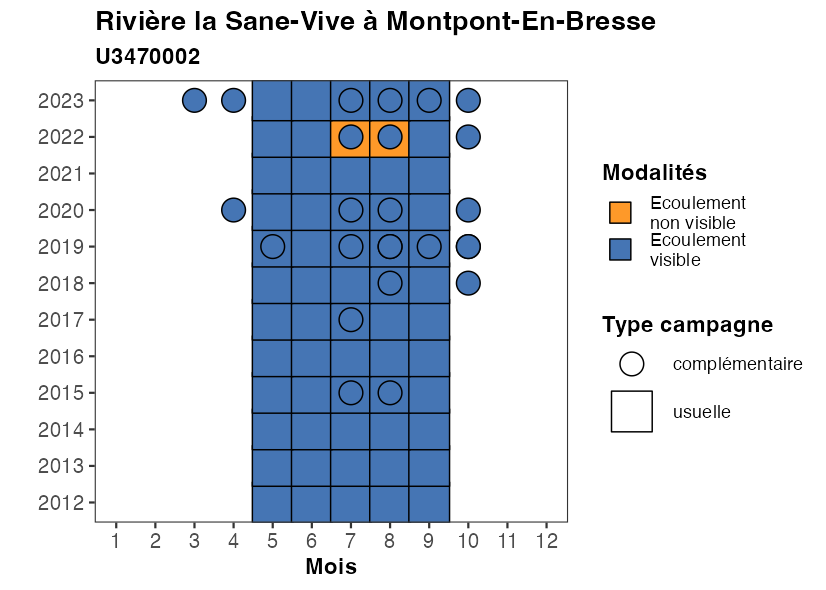 Rivière la Sane-Vive à Montpont-En-Bresse
U3470002
2023
2022
2021
2020
2019
2018
2017
2016
2015
2014
2013
2012
1 2 3 4 5 6 7 8 9 10 11 12
Mois
Modalités
Ecoulement
non visible
Ecoulement
visible
Type campagne
complémentaire
usuelle